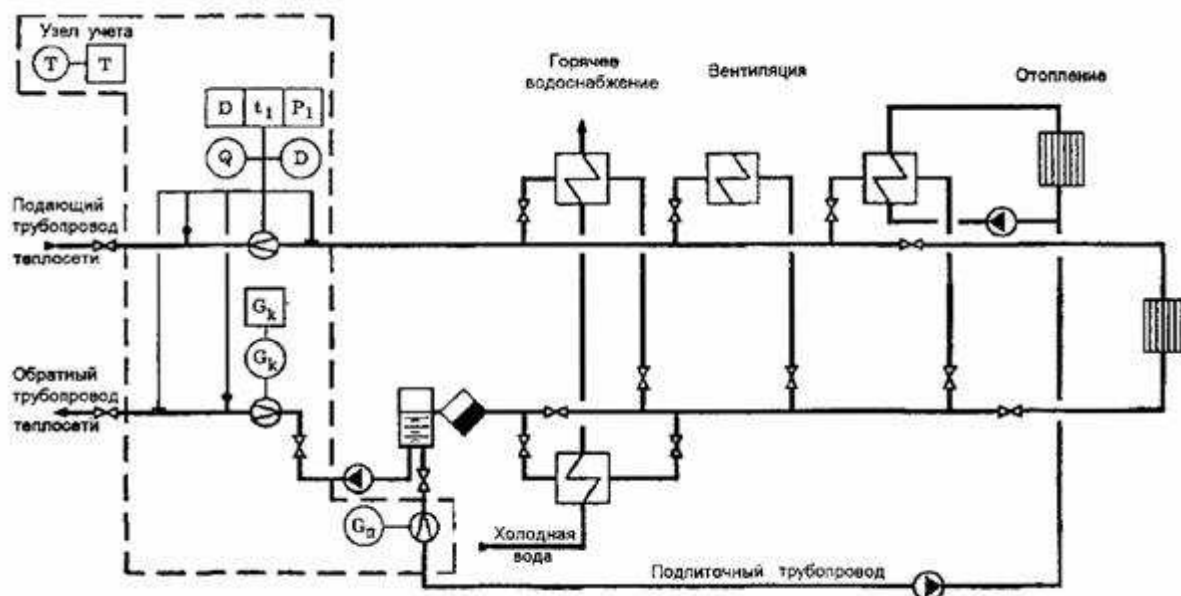 Узел учета
T T
Горячее
водоснабжение
Вентиляция
Отопление
D t1 P1
Q D
Подающий
трубопровод
теплосети
Gk
Gk
Обратный
трубопровод
теплосети
Gп
Холодная
вода
Подпиточный трубопровод